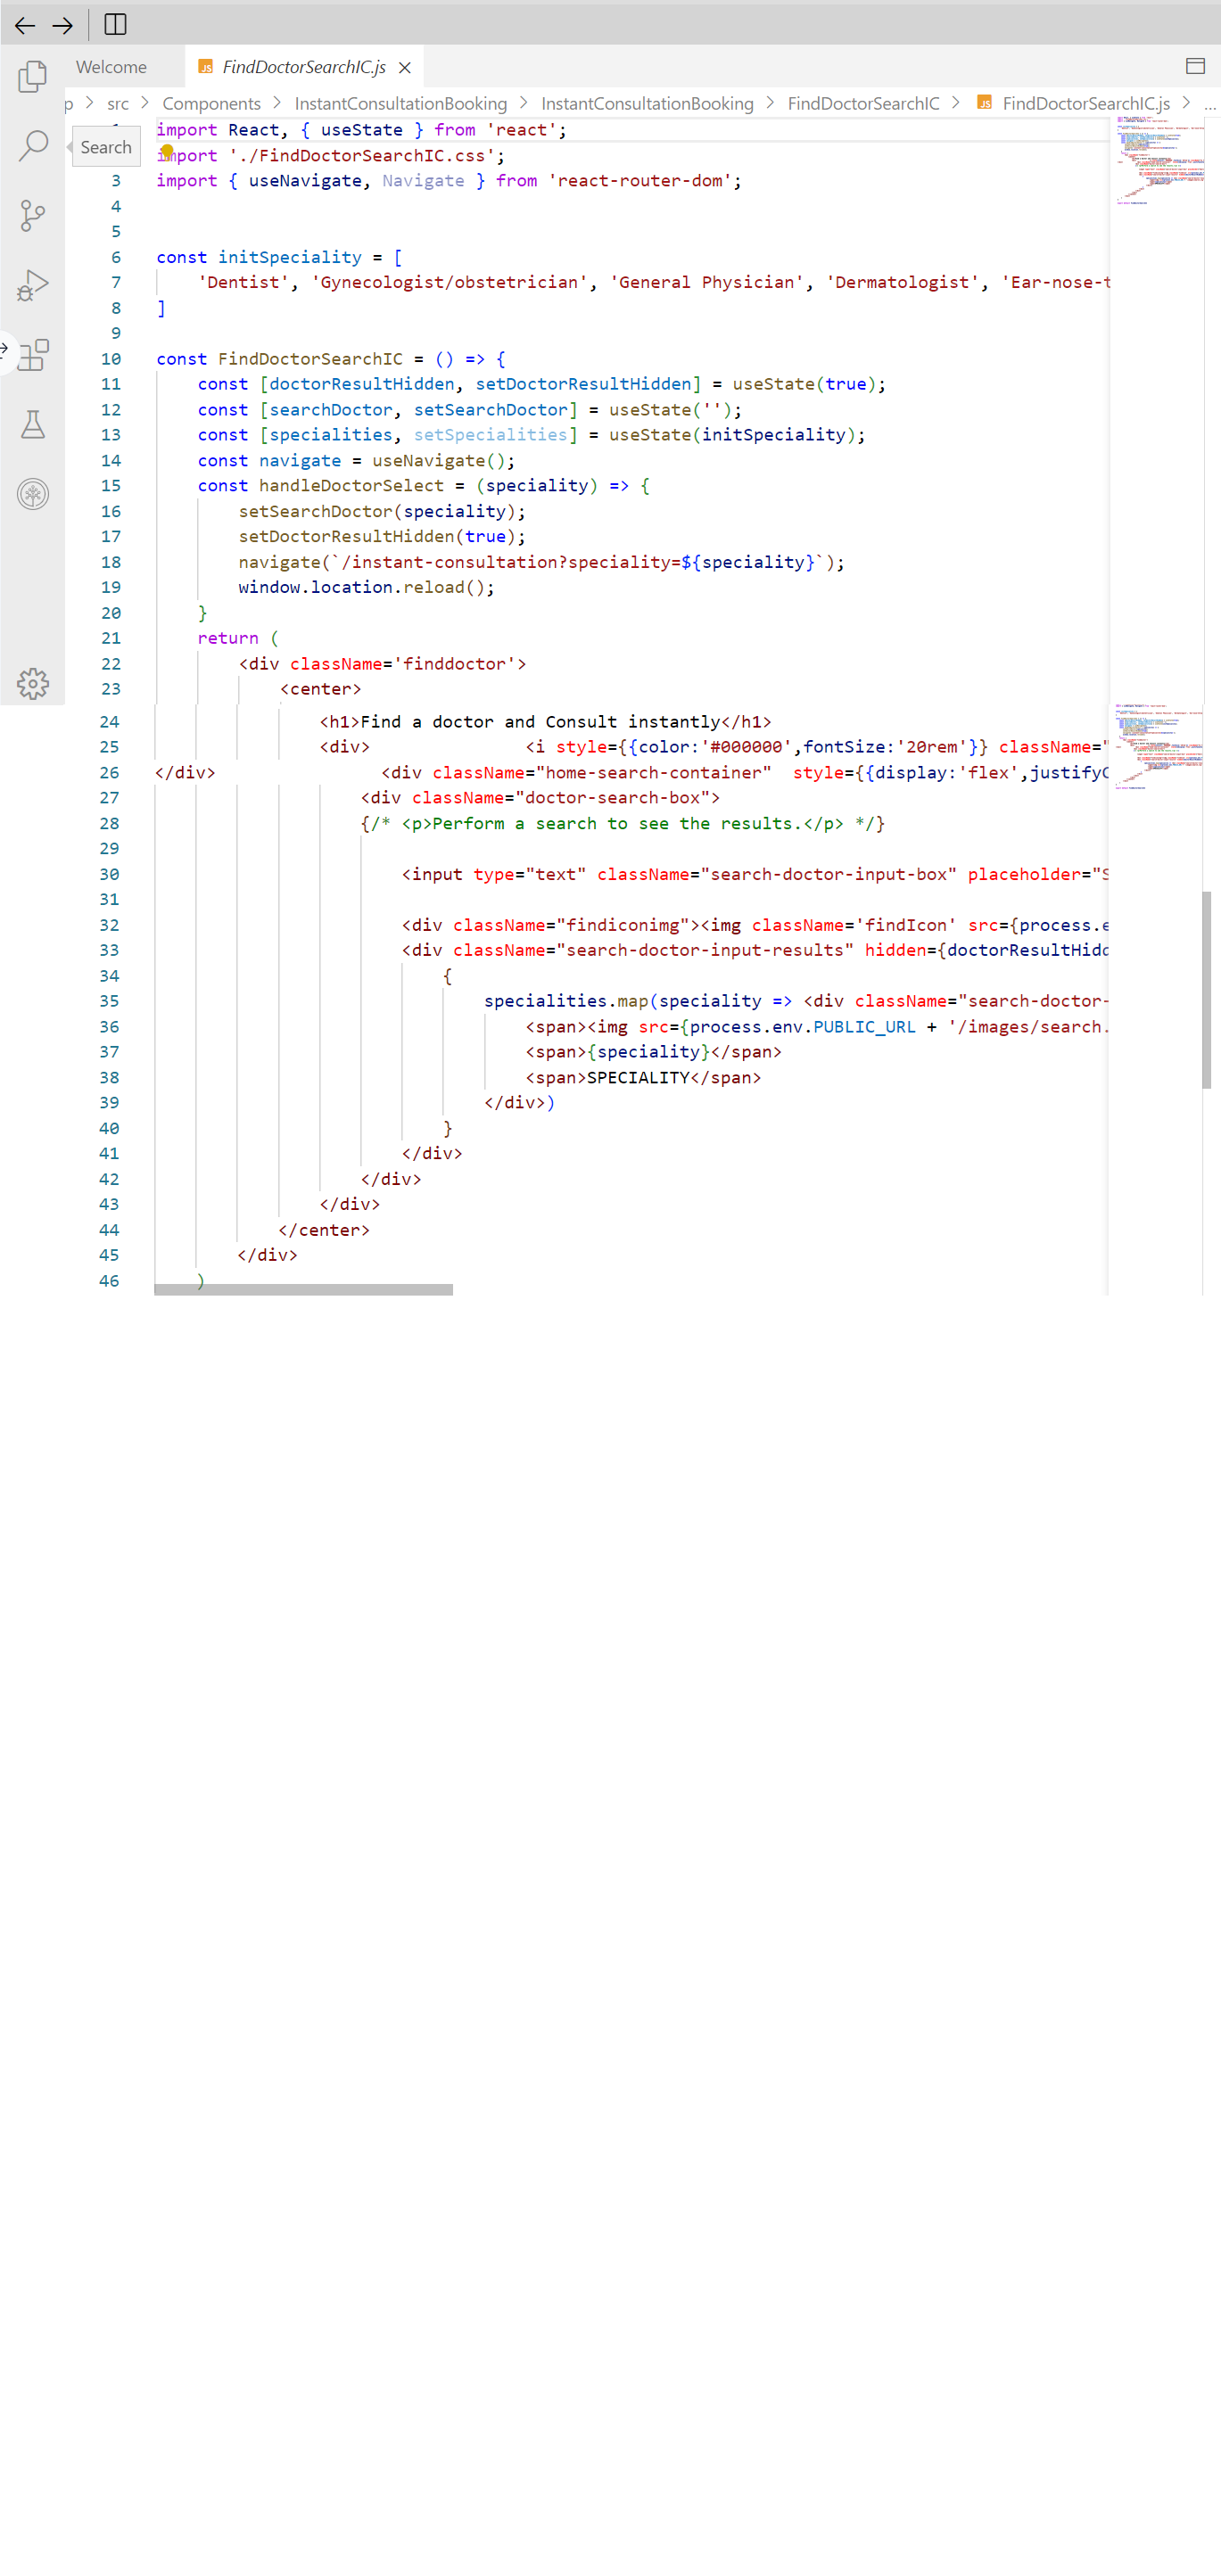 Welcome JS FindDoctorSearchIC.js
p > src > Components > InstantConsultationBooking > InstantConsultationBooking > FindDoctorSearchIC > JS FindDoctorSearchIC.js > ...
import React, { useState } from 'react';
Search
import './FindDoctorSearchIC.css';
3 import { useNavigate, Navigate } from 'react-router-dom';
4
5
6 const initSpeciality = [
7     'Dentist', 'Gynecologist/obstetrician', 'General Physician', 'Dermatologist', 'Ear-nose-t
8 ]
9
10 const FindDoctorSearchIC = () => {
11     const [doctorResultHidden, setDoctorResultHidden] = useState(true);
12     const [searchDoctor, setSearchDoctor] = useState('');
13     const [specialities, setSpecialities] = useState(initSpeciality);
14     const navigate = useNavigate();
15     const handleDoctorSelect = (speciality) => {
16         setSearchDoctor(speciality);
17         setDoctorResultHidden(true);
18         navigate(`/instant-consultation?speciality=${speciality}`);
19         window.location.reload();
20     }
21     return (
22         <div className='finddoctor'>
23             <center>
24                 <h1>Find a doctor and Consult instantly</h1>
25                 <div>               <i style={{color:'#000000',fontSize:'20rem'}} className="
26 </div>                <div className="home-search-container"  style={{display:'flex',justifyC
27                     <div className="doctor-search-box">
28                     {/* <p>Perform a search to see the results.</p> */}
29
30                         <input type="text" className="search-doctor-input-box" placeholder="S
31
32                         <div className="findiconimg"><img className='findIcon' src={process.e
33                         <div className="search-doctor-input-results" hidden={doctorResultHidd
34                             {
35                                 specialities.map(speciality => <div className="search-doctor-
36                                     <span><img src={process.env.PUBLIC_URL + '/images/search.
37                                     <span>{speciality}</span>
38                                     <span>SPECIALITY</span>
39                                 </div>)
40                             }
41                         </div>
42                     </div>
43                 </div>
44             </center>
45         </div>
46     )